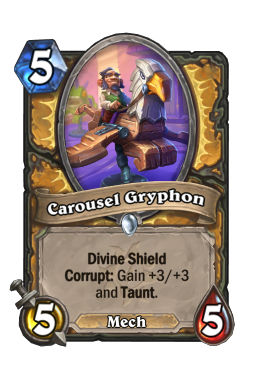 5
Carousel Gryphon
Divine Shield
Corrupt: Gain +3/+3
and Taunt.
5
Mech
5